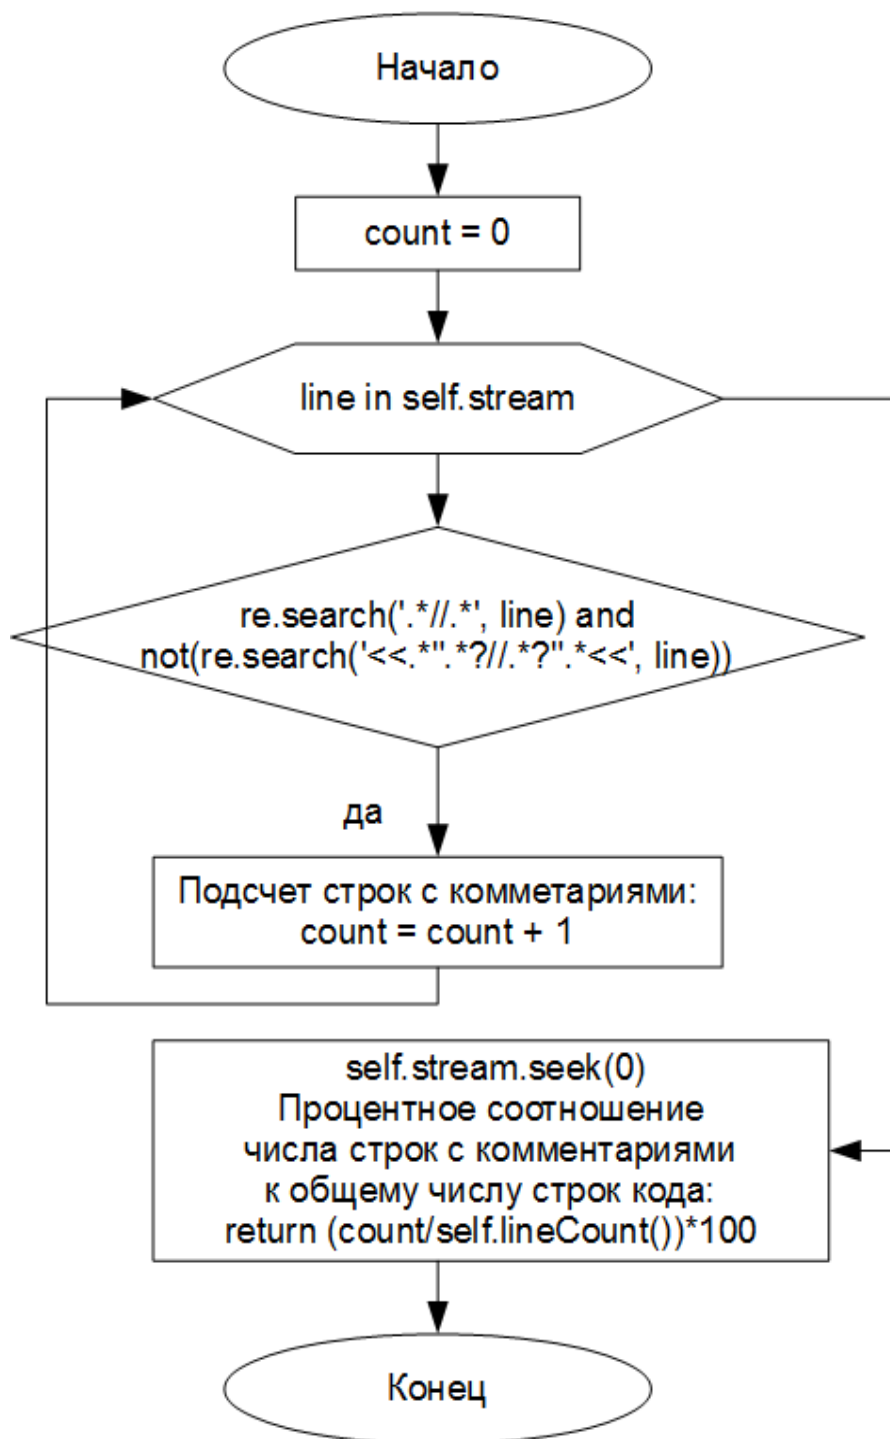 Начало
count = 0
line in self.stream
re.search('.*//.*', line) and
not(re.search('<<.*".*?//.*?".*<<', line))
да
Подсчет строк с комметариями:
count = count + 1
self.stream.seek(0)
Процентное соотношение
числа строк с комментариями
к общему числу строк кода:
return (count/self.lineCount())*100
Конец